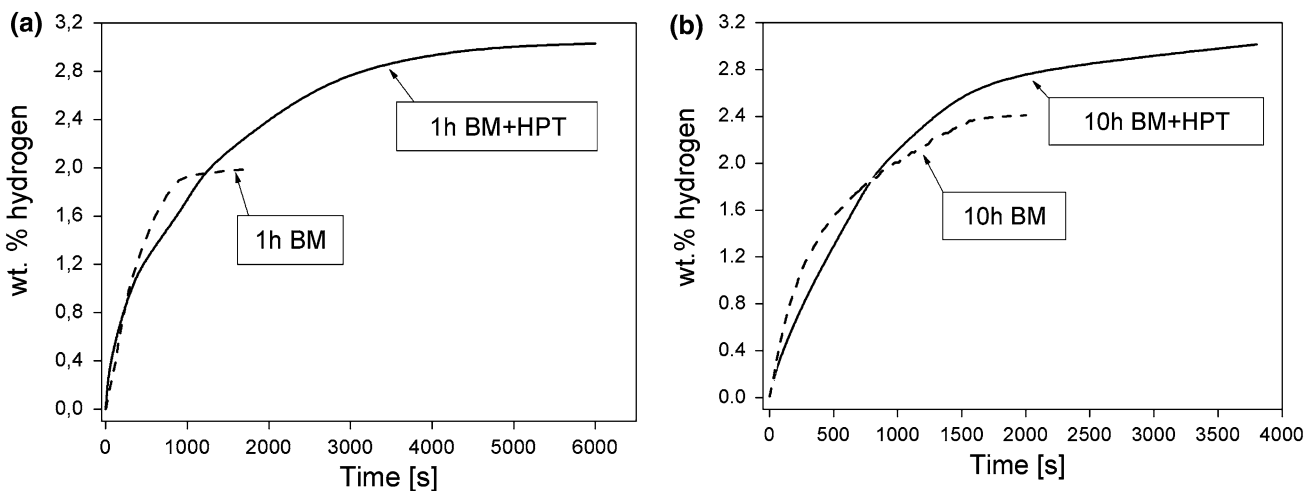 (a)
3,2
2,8
2,4
2,0
1,6
1,2
0,8
0,4
0,0
wt. % hydrogen
1h BM+HPT
1h BM
0 1000 2000 3000 4000 5000 6000
Time [s]
(b)
3.2
2.8
2.4
2.0
1.6
1.2
0.8
0.4
0.0
wt.% hydrogen
10h BM+HPT
10h BM
0 500 1000 1500 2000 2500 3000 3500 4000
Time [s]